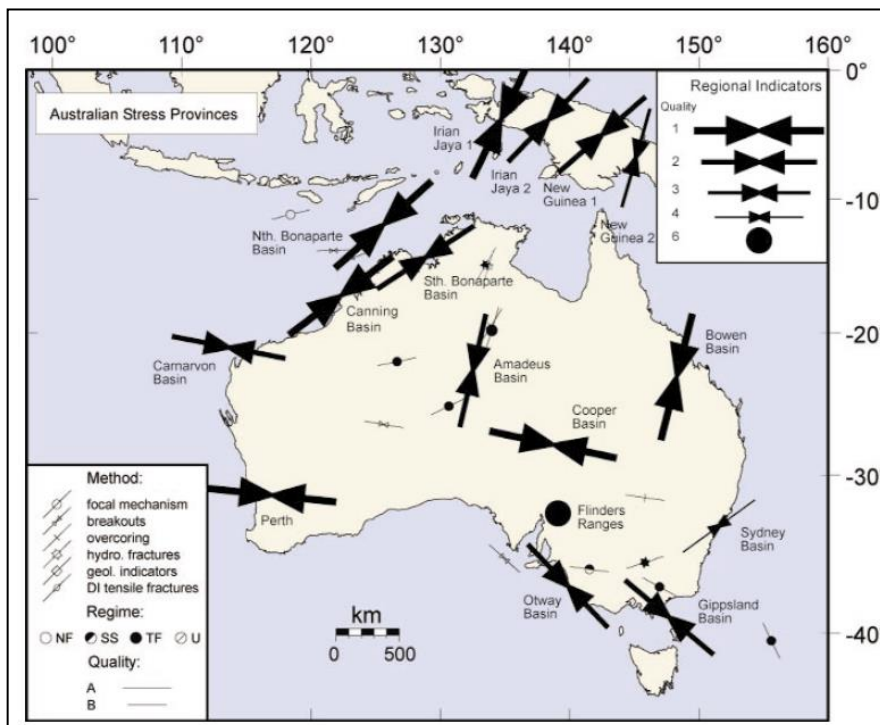 100° 110° 120° 130° 140° 150° 160°
0°
Australian Stress Provinces
Regional Indicators
Quality
1
2
3
4
6
Irian
Jaya 1
Irian
Jaya 2
New
Guinea 1
New
Guinea 2
-10°
Nth. Bonaparte
Basin
Sth. Bonaparte
Basin
Canning
Basin
-20°
Carnarvon
Basin
Amadeus
Basin
Bowen
Basin
Cooper
Basin
-30°
Perth
Flinders
Ranges
Sydney
Basin
Otway
Basin
Gippsland
Basin
-40°
km
0 500
Method:
focal mechanism
breakouts
overcoring
hydro. fractures
geol. indicators
DI tensile fractures
Regime:
NF SS TF U
Quality:
A
B